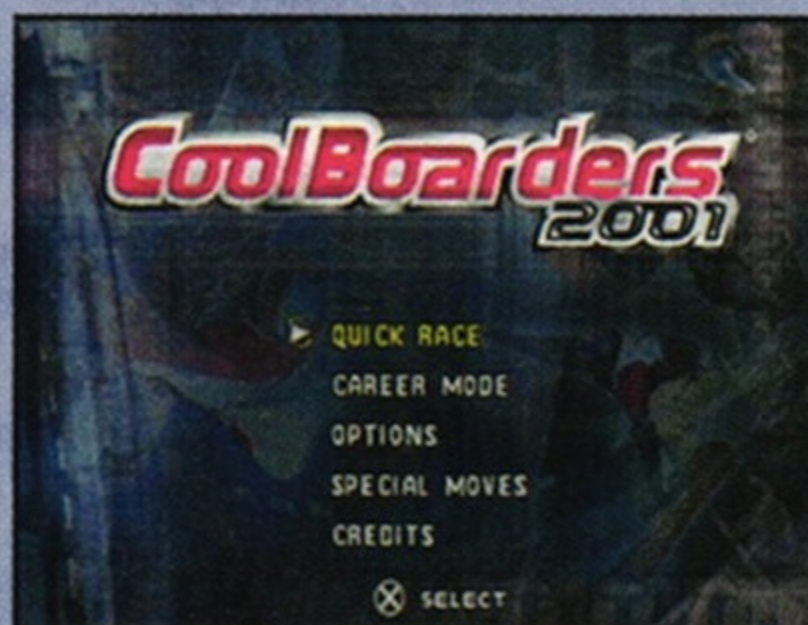 CoolBoarders
2001
QUICK RACE
CAREER MODE
OPTIONS
SPECIAL MOVES
CREDITS
SELECT